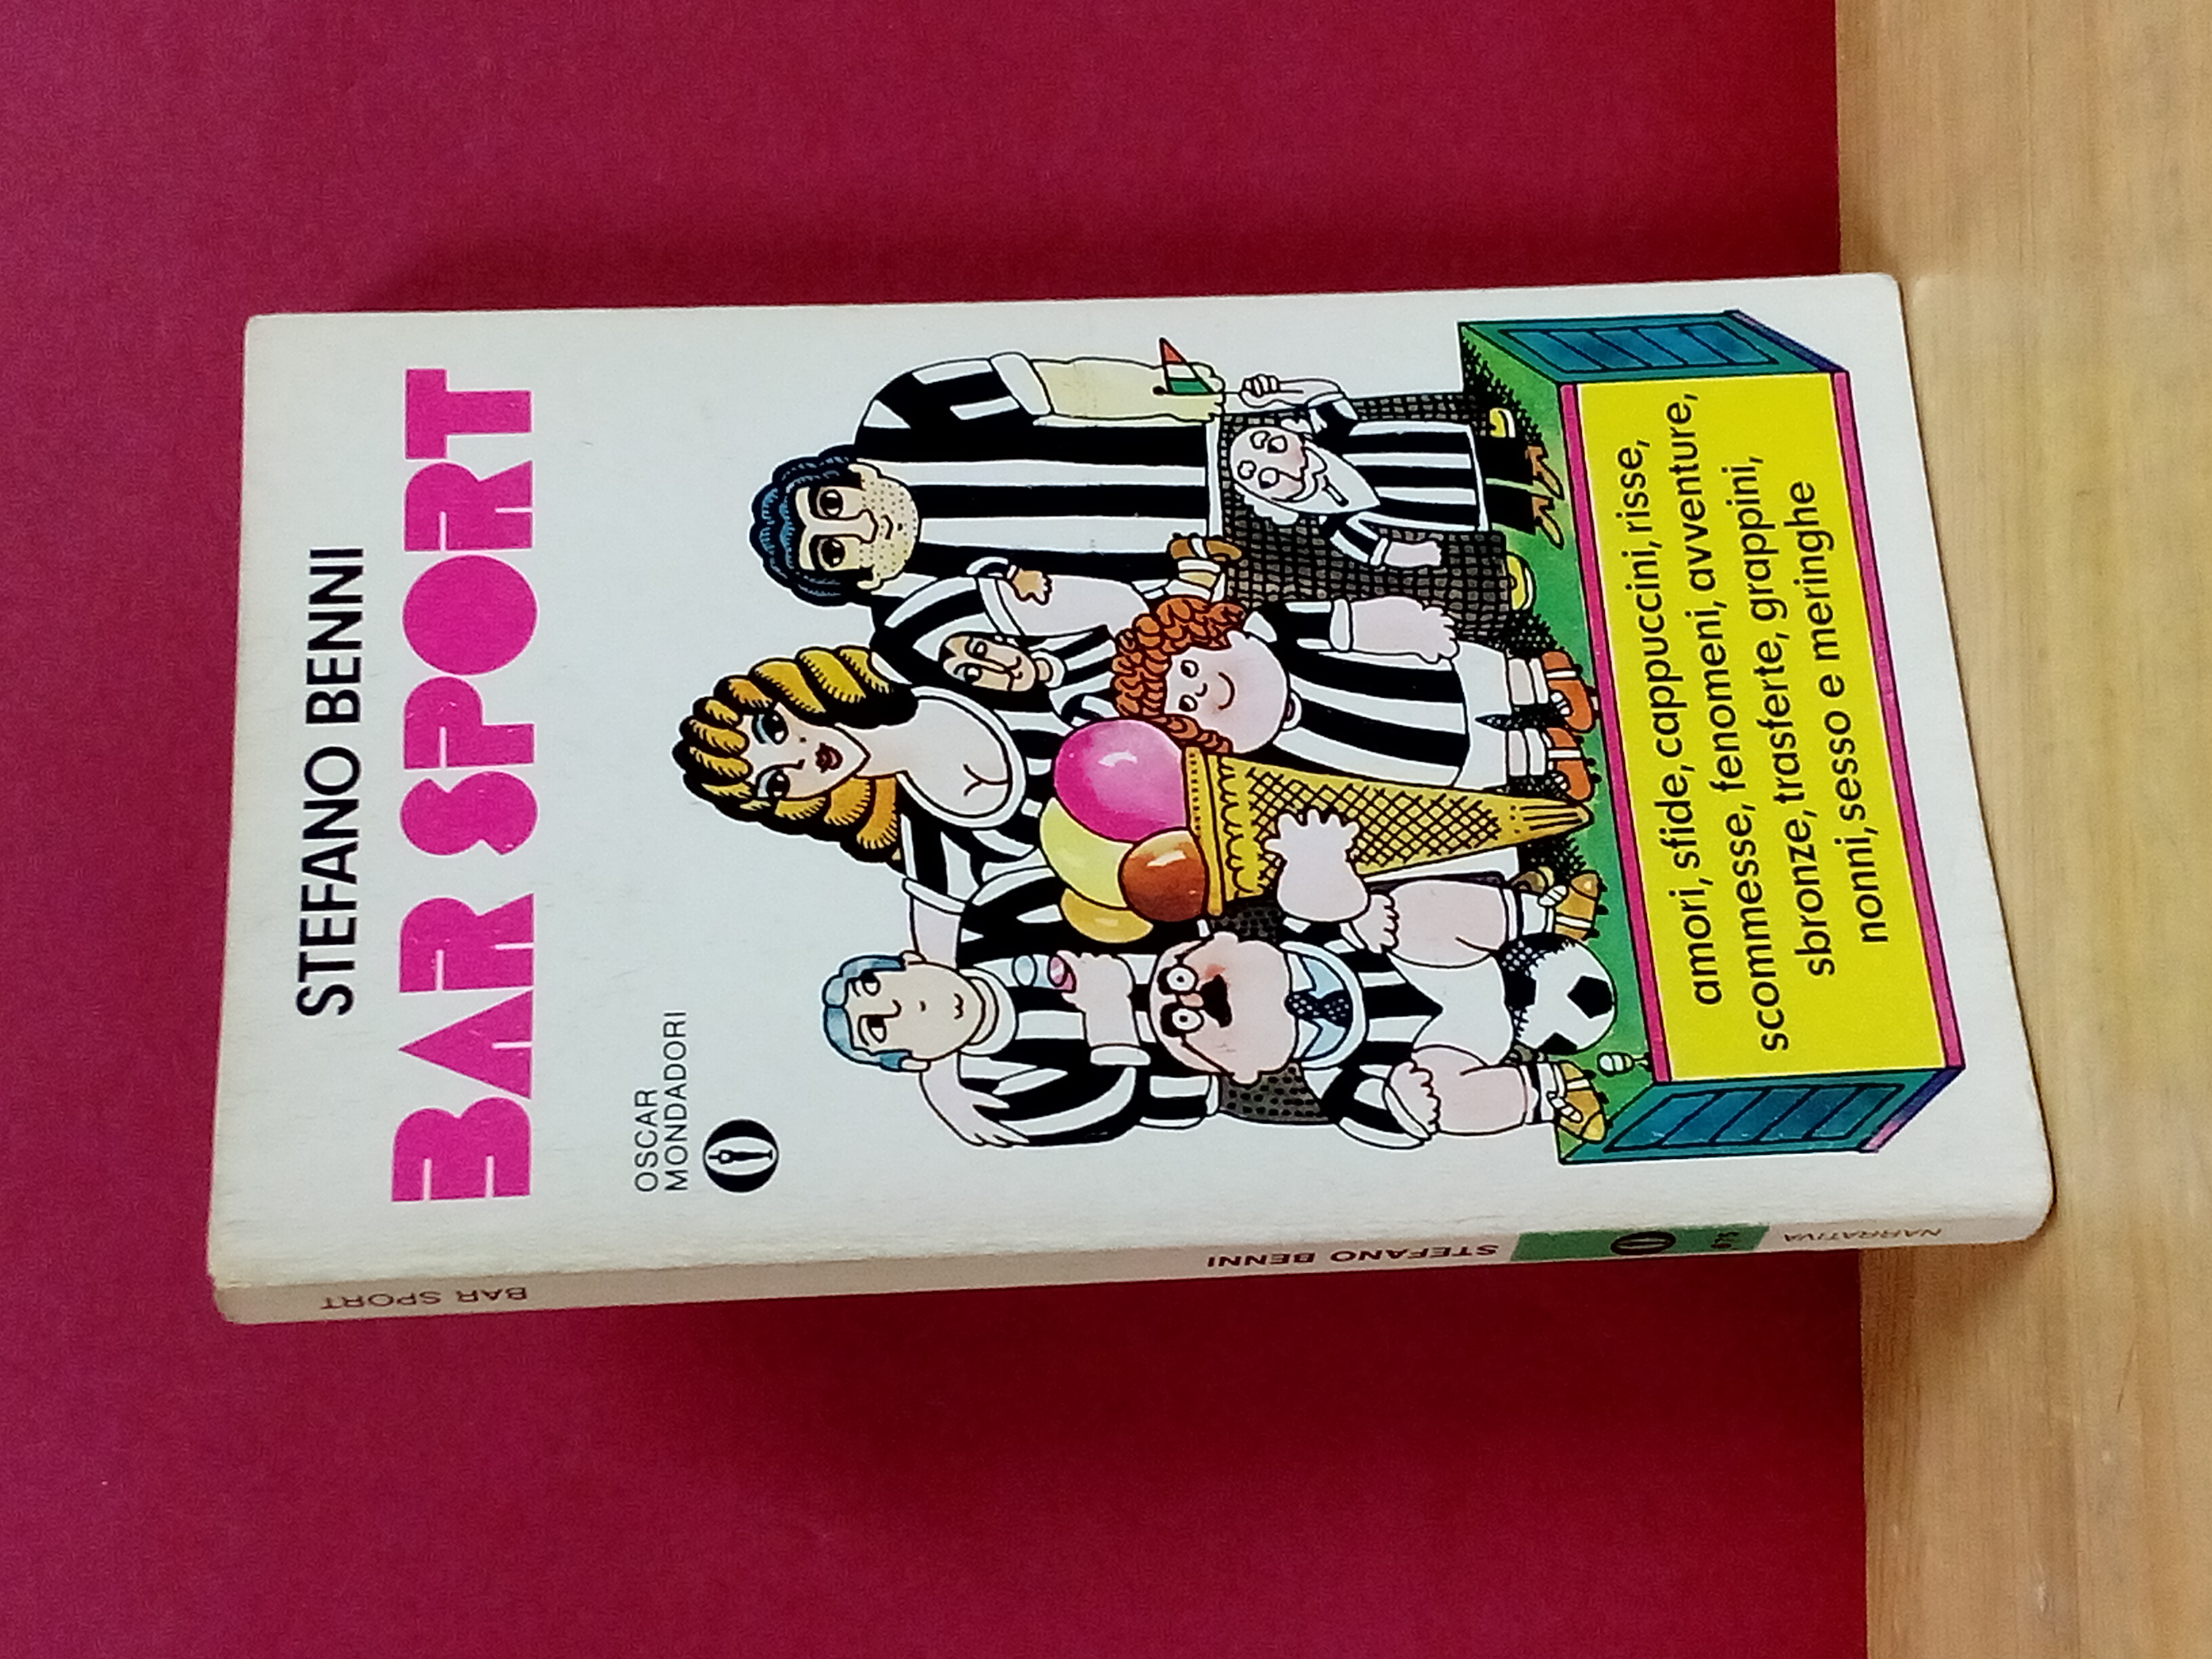 STEFANO BENNI
BAR SPORT
OSCAR
MONDADORI
amori, sfide, cappuccini, risse,
scommesse, fenomeni, avventure,
sbronze, trasferte, grappini,
nonni, sesso e meringhe
BAR SPORT
STEFANO BENNI
NARRATIVA